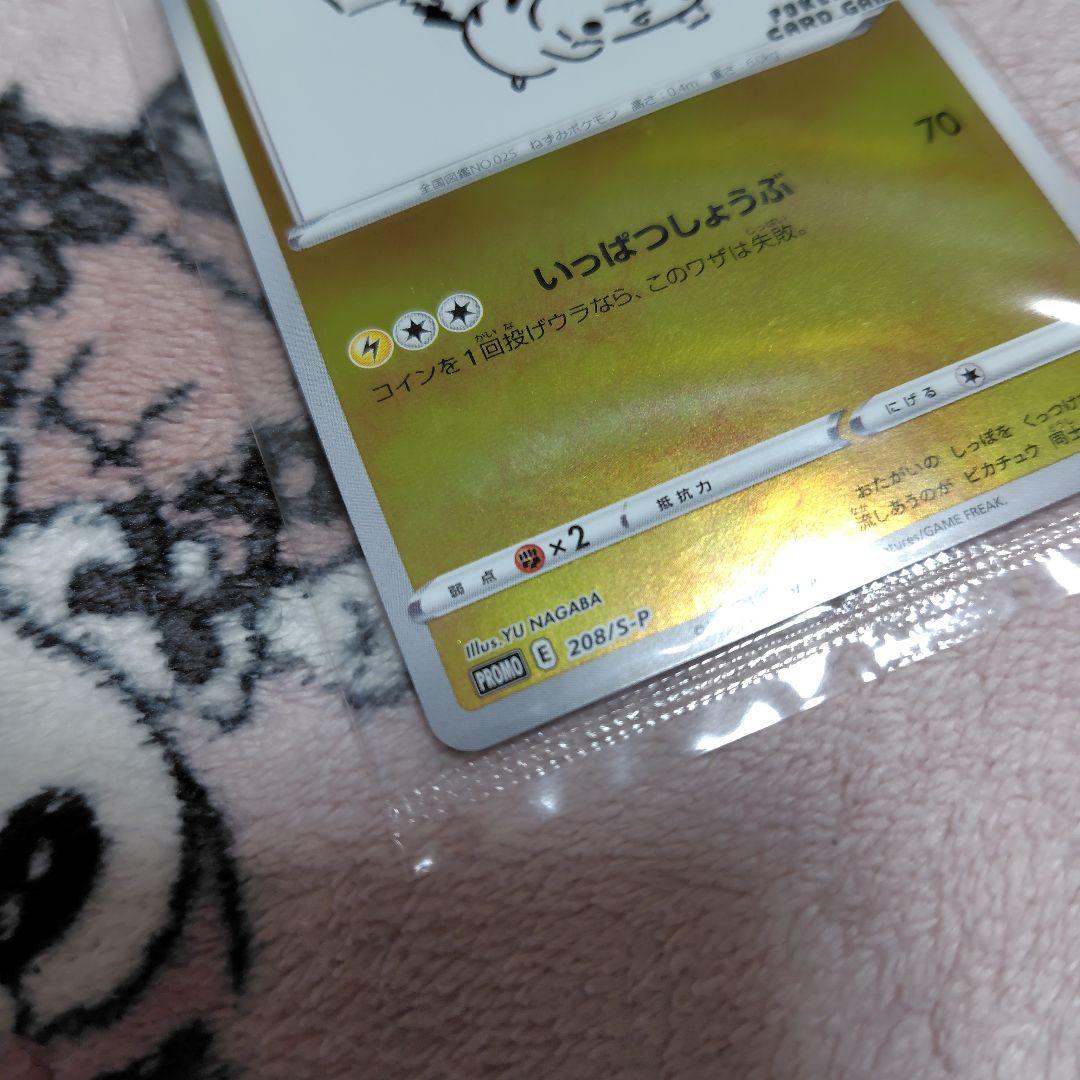 CARD GAME
全国図鑑NO.025 ねずみポケモン 高さ：0.4m 重さ：6.0kg
いっぱつしょうぶ 70
コインを1回投げウラなら、このワザは失敗。
弱点 ×2 抵抗力 にげる
おたがいの しっぽを くっつけ
流しあうのが ピカチュウ 同士
Illus. YU NAGABA
PROMO E 208/S-P
/GAME FREAK.